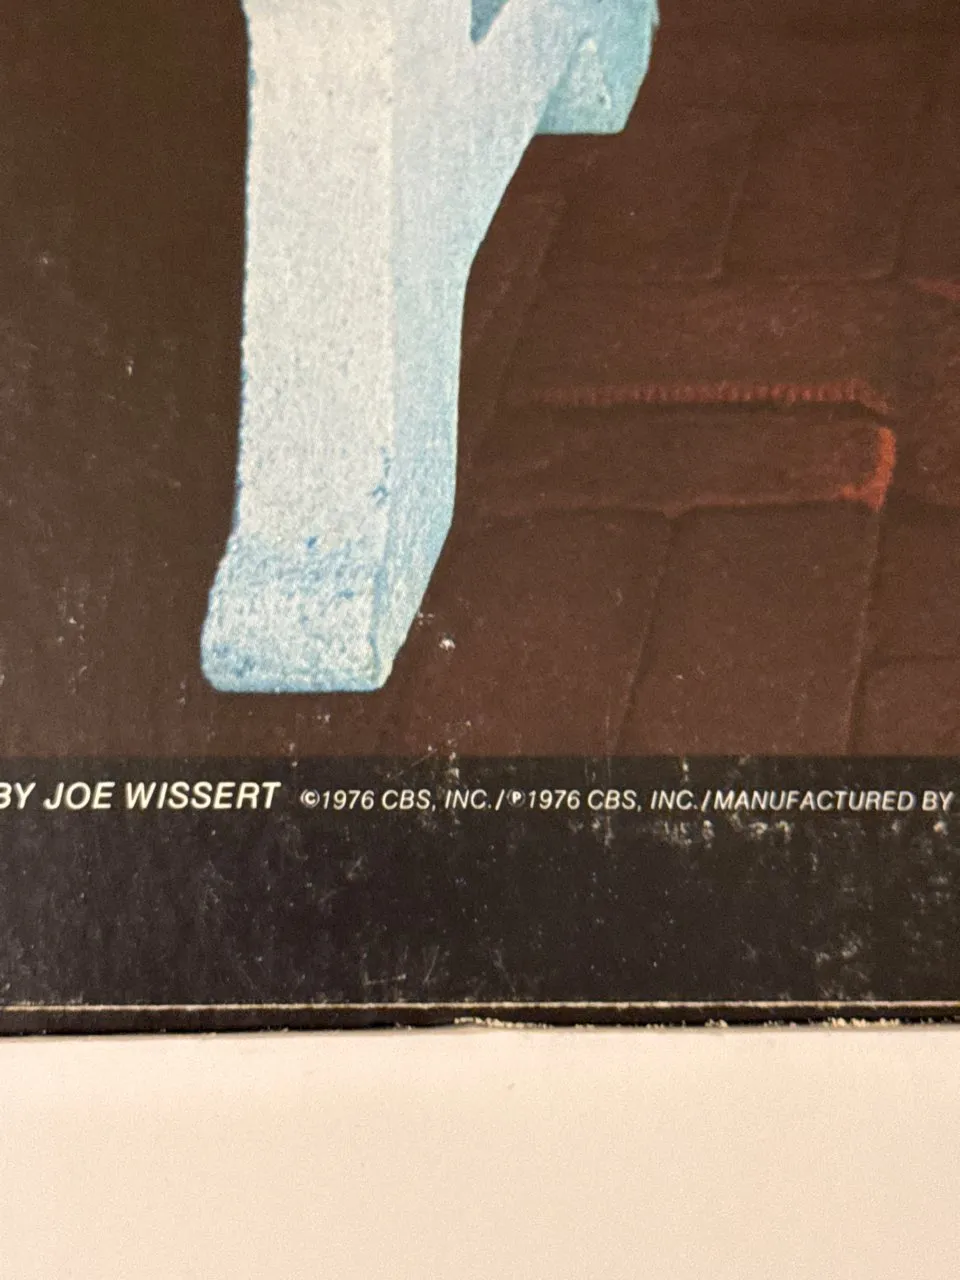 BY JOE WISSERT ©1976 CBS, INC./℗1976 CBS, INC./MANUFACTURED BY